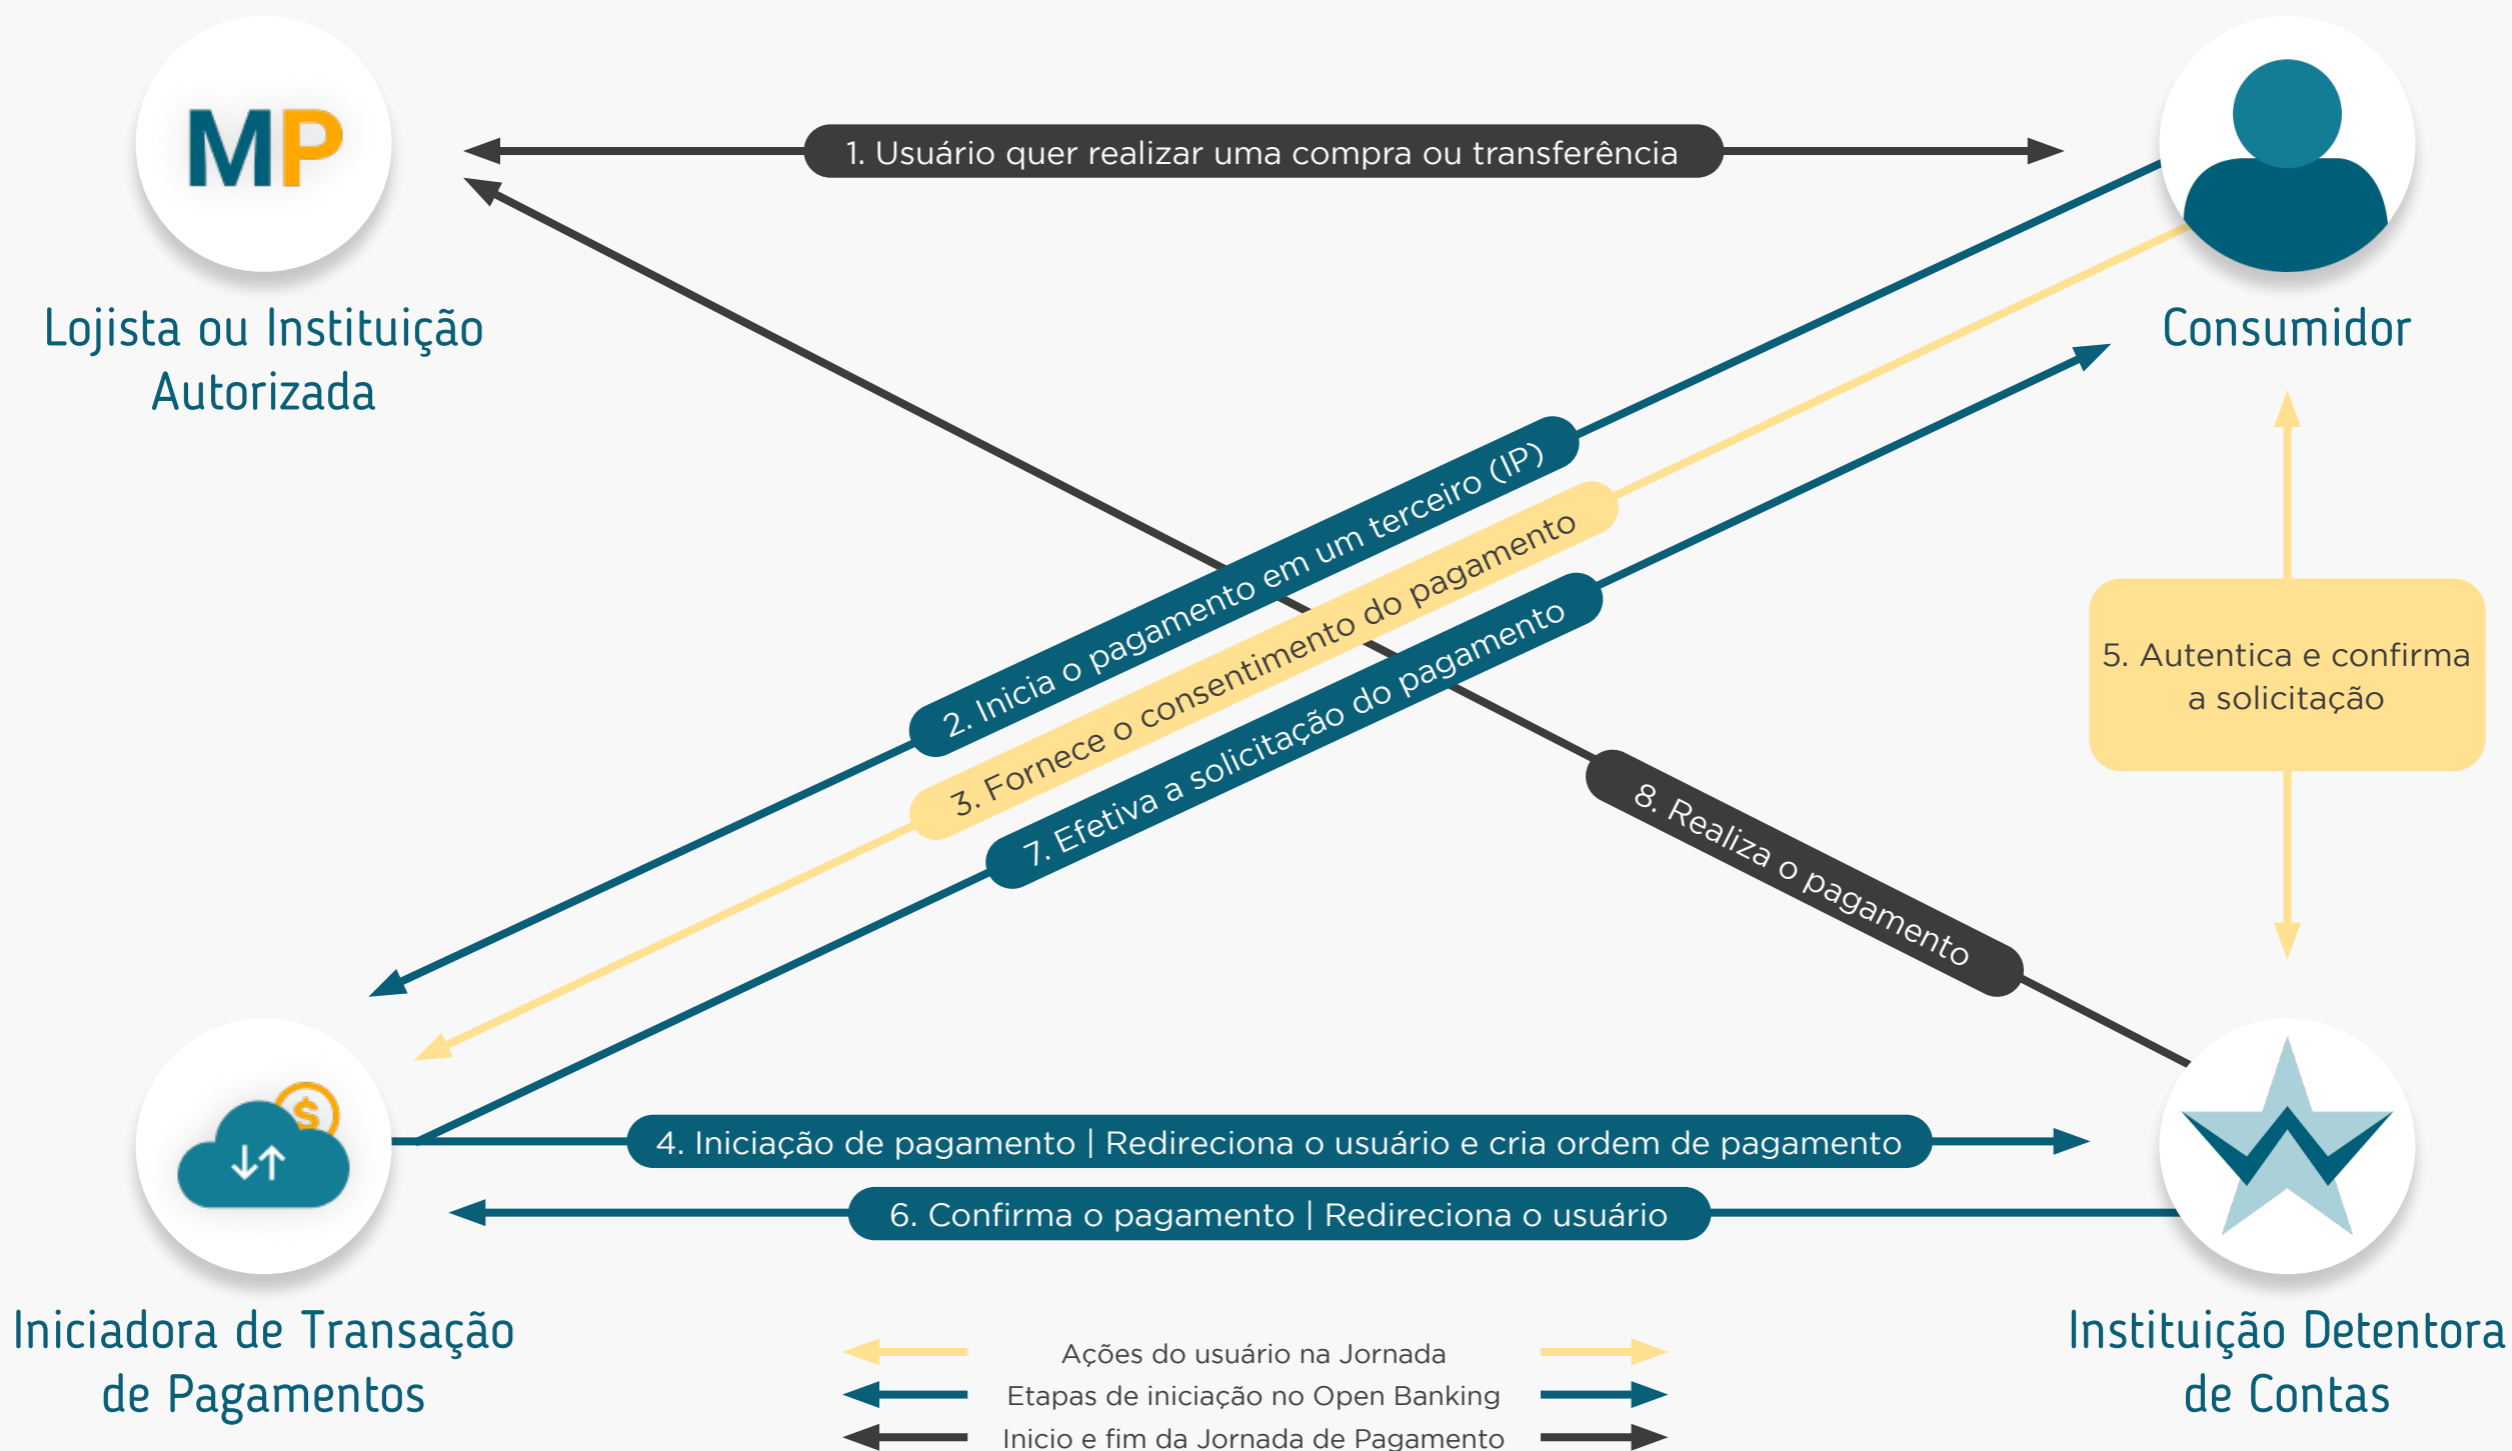 MP
Lojista ou Instituição
Autorizada
1. Usuário quer realizar uma compra ou transferência
Consumidor
2. Inicia o pagamento em um terceiro (IP)
3. Fornece o consentimento do pagamento
7. Efetiva a solicitação do pagamento
5. Autentica e confirma
a solicitação
8. Realiza o pagamento
$
4. Iniciação de pagamento | Redireciona o usuário e cria ordem de pagamento
6. Confirma o pagamento | Redireciona o usuário
Iniciadora de Transação
de Pagamentos
Instituição Detentora
de Contas
Ações do usuário na Jornada
Etapas de iniciação no Open Banking
Inicio e fim da Jornada de Pagamento